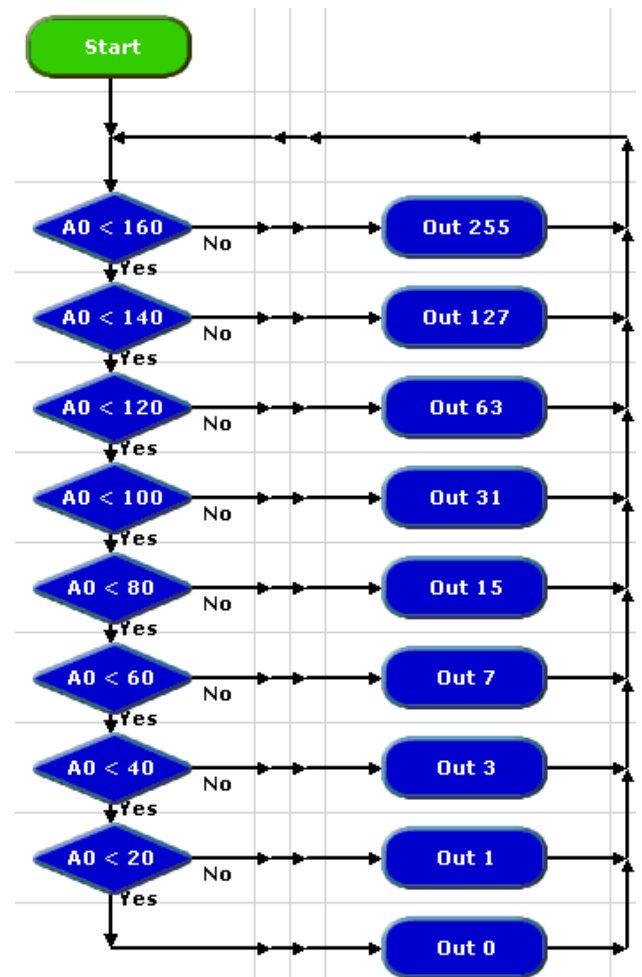 Start
A0 < 160
No
Out 255
Yes
A0 < 140
No
Out 127
Yes
A0 < 120
No
Out 63
Yes
A0 < 100
No
Out 31
Yes
A0 < 80
No
Out 15
Yes
A0 < 60
No
Out 7
Yes
A0 < 40
No
Out 3
Yes
A0 < 20
No
Out 1
Yes
Out 0